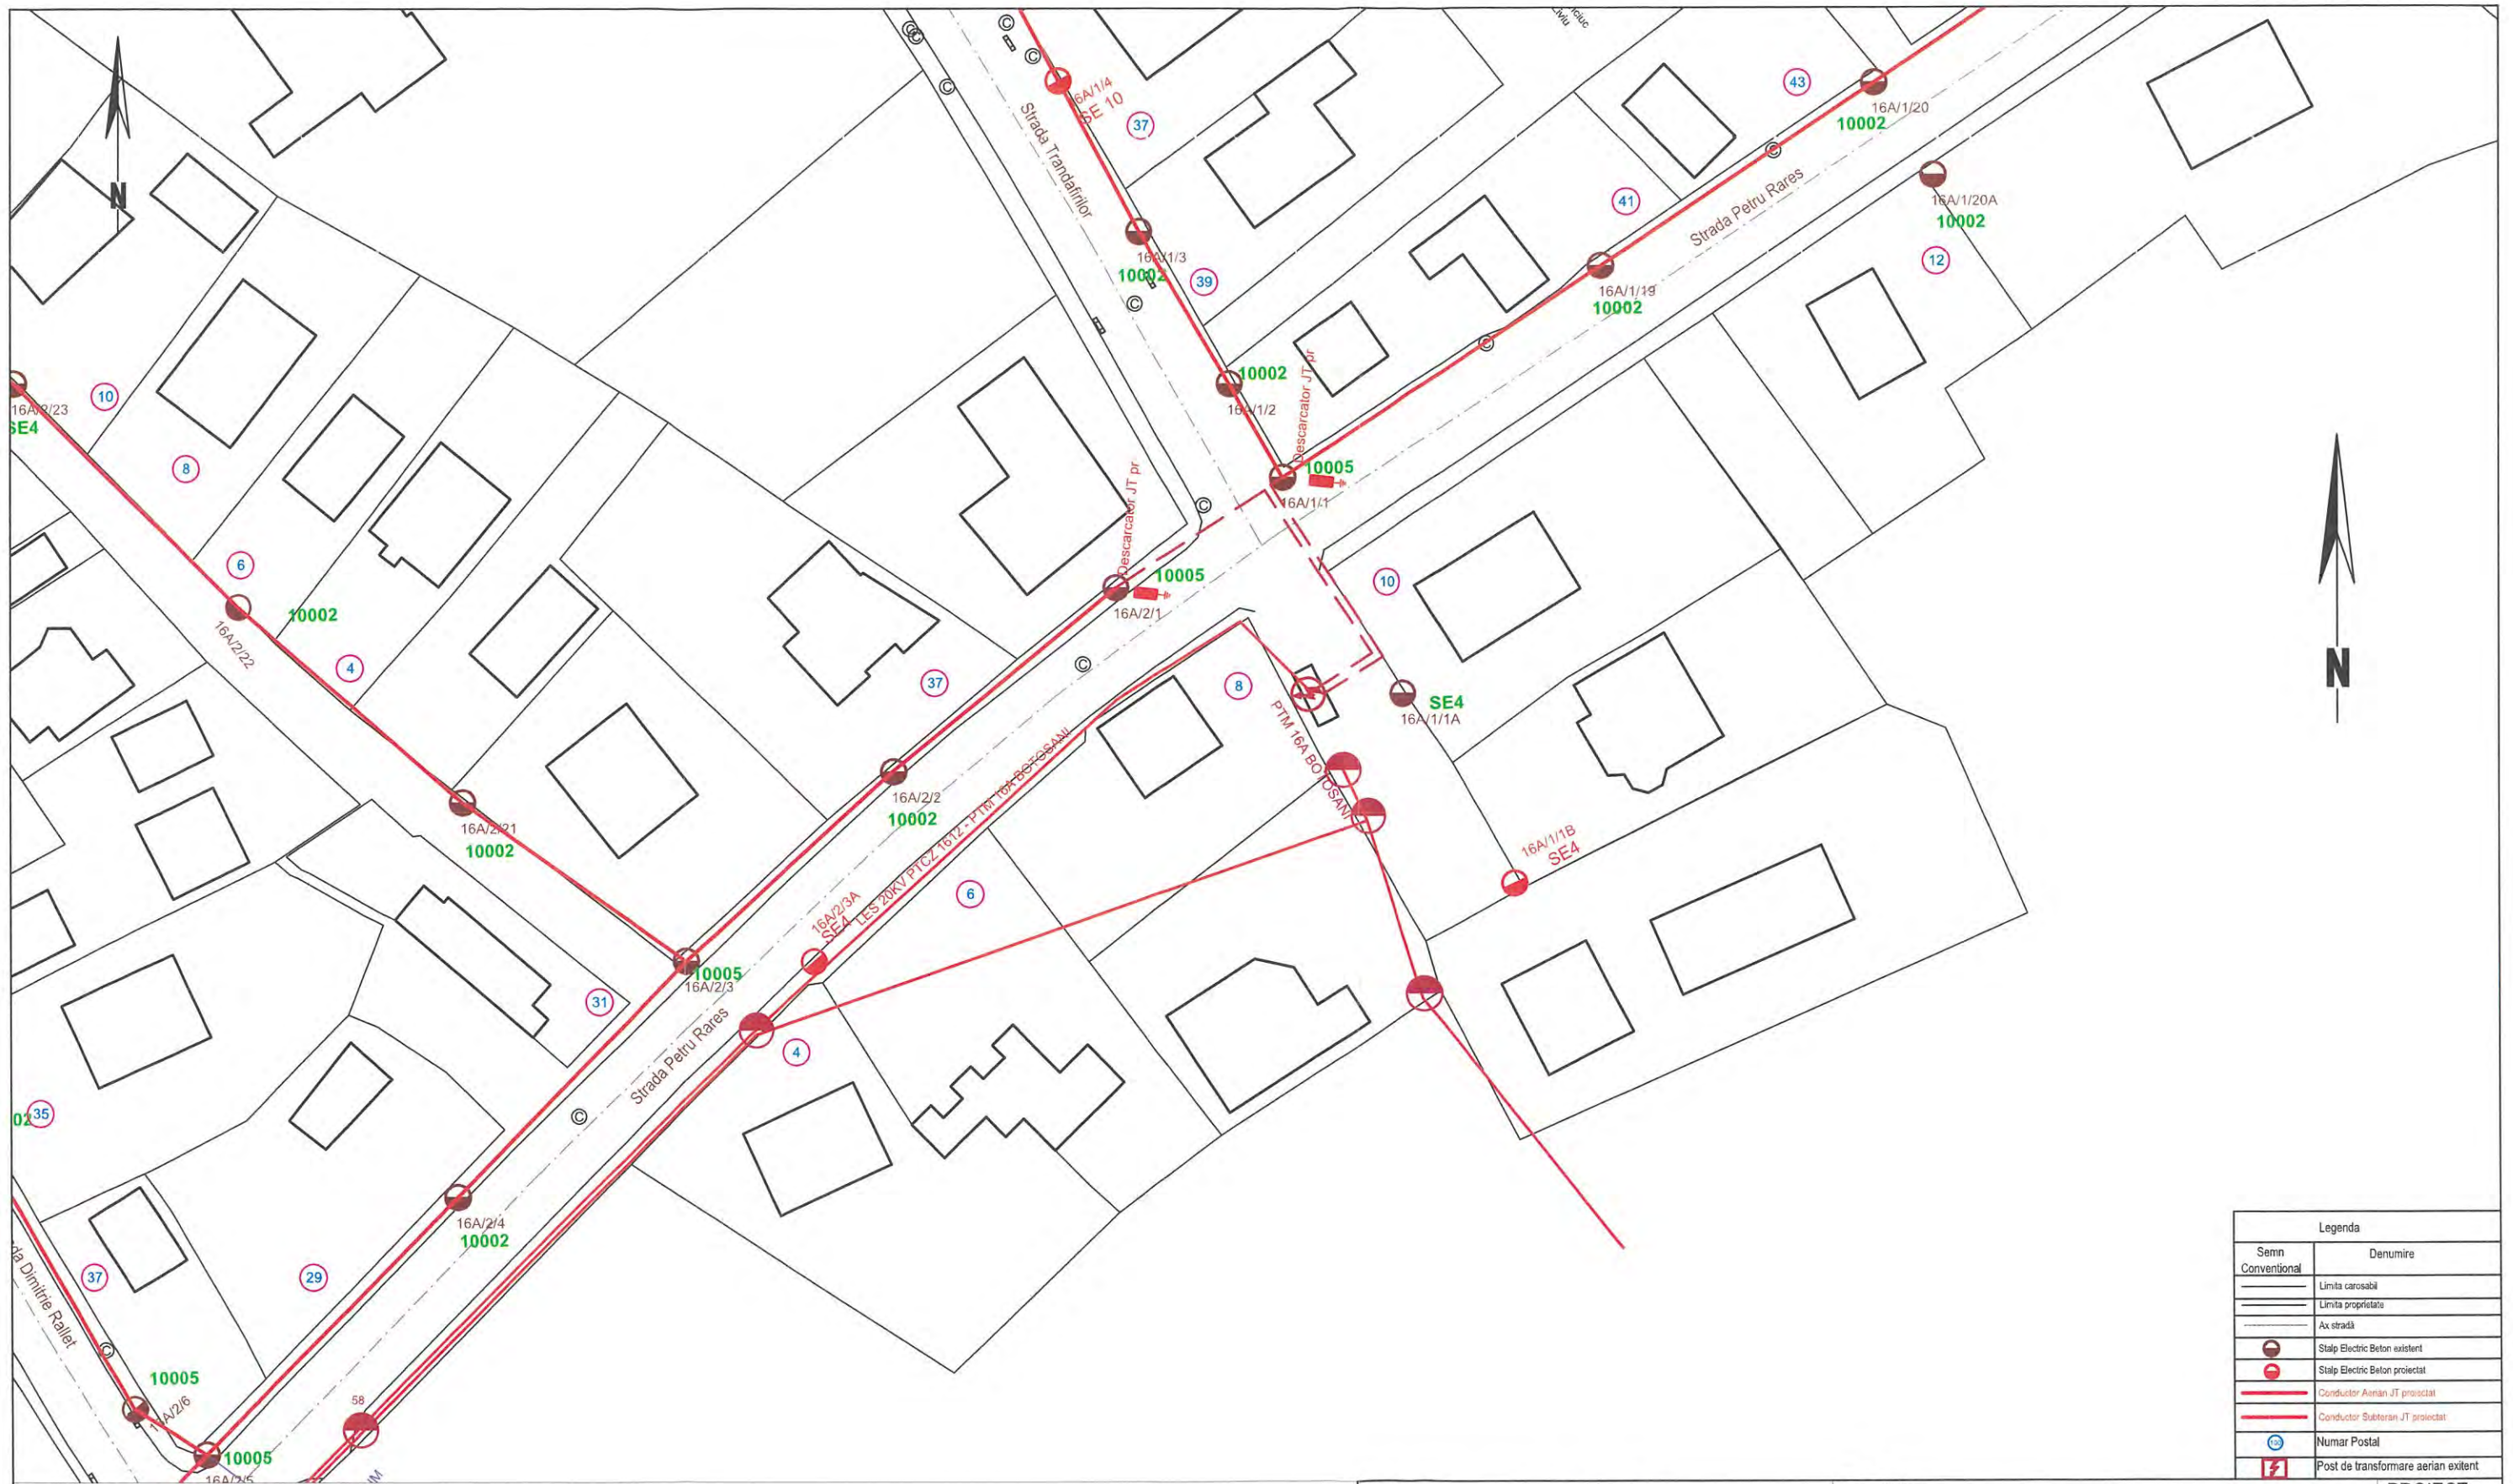 N
6A/1/4
SE 10
37
Strada Trandafirilor
43
16A/1/20
10002
16A/1/20A
10002
41
Strada Petru Rares
12
16A/1/3
10002
39
16A/1/19
10002
10002
16A/1/2
Descarcator JT pr
10005
16A/1/1
16A/2/23
SE4
10
8
6
10002
16A/2/22
4
Descarcator JT pr
10005
16A/2/1
37
10
8
SE4
16A/1/1A
PTM 16A BOTOSANI
N
16A/2/2
10002
16A/2/21
10002
LES 20KV PTCZ 1612 - PTM 16A BOTOSANI
6
16A/1/1B
SE4
16A/2/3A
SE4
10005
16A/2/3
31
Strada Petru Rares
4
02
35
16A/2/4
10002
37
29
da Dimitrie Rallet
10005
16A/2/6
58
10005
16A/2/5
Legenda
Semn Conventional
Denumire
Limita carosabil
Limita proprietate
Ax stradă
Stalp Electric Beton existent
Stalp Electric Beton proiectat
Conductor Aerian JT proiectat
Conductor Subteran JT proiectat
Numar Postal
Post de transformare aerian exitent